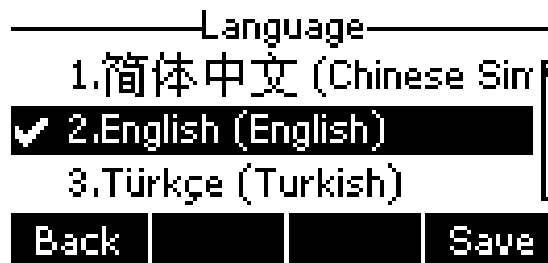 Language
1.简体中文 (Chinese Sim
2.English (English)
3.Türkçe (Turkish)
Back Save